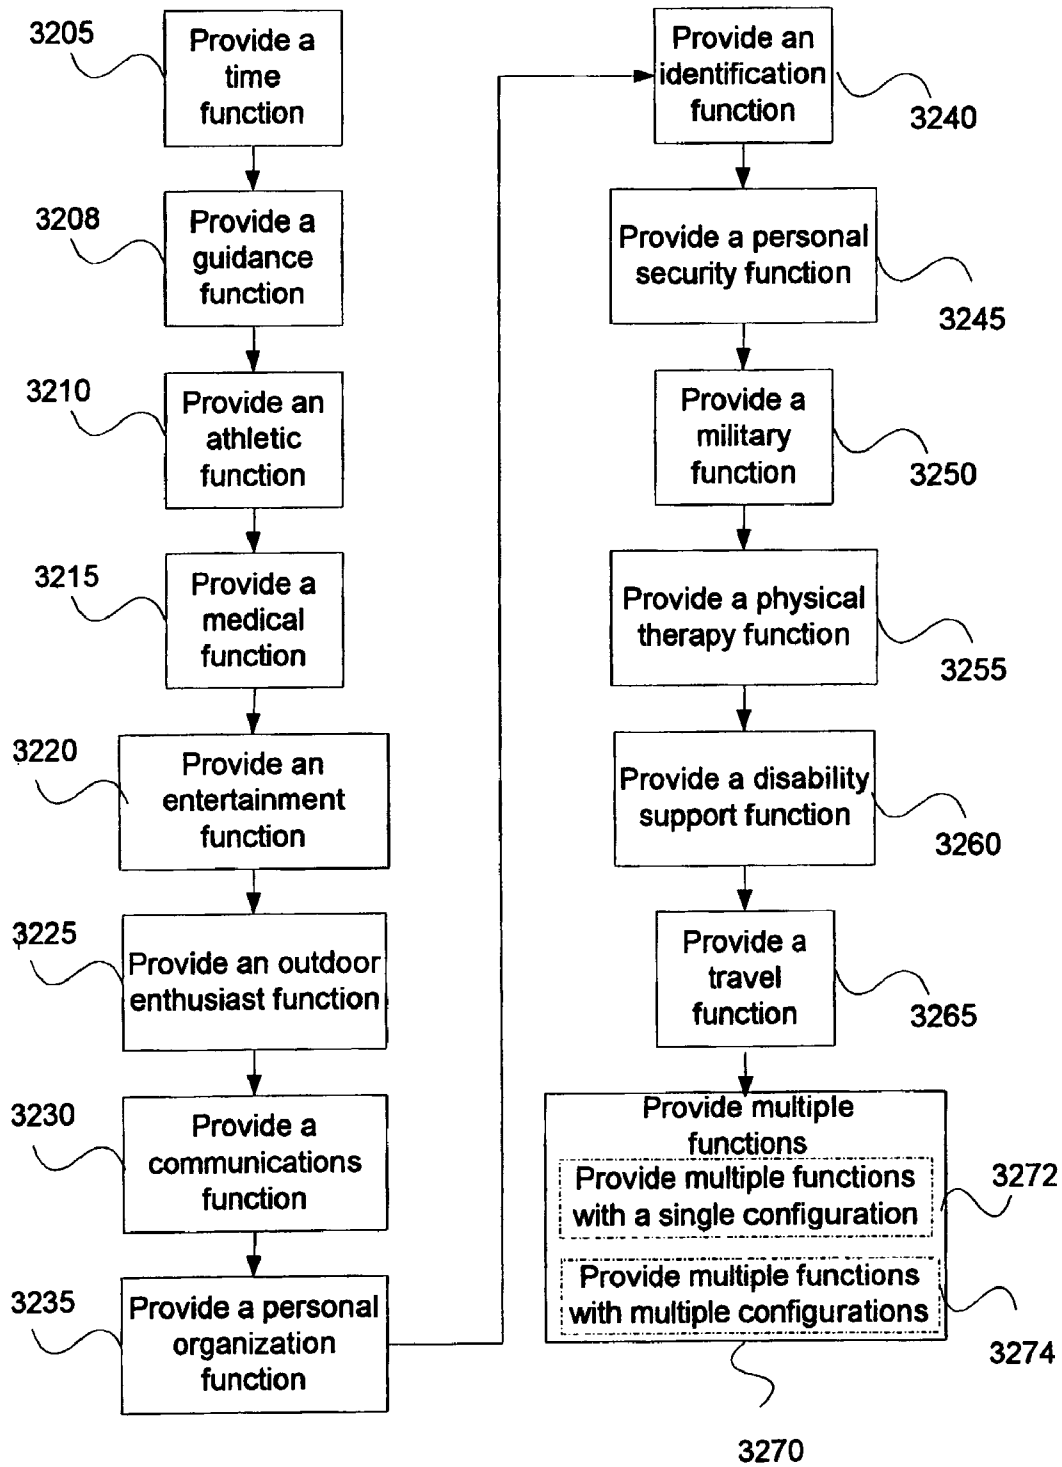 3205
Provide a
time
function
3208
Provide a
guidance
function
3210
Provide an
athletic
function
3215
Provide a
medical
function
3220
Provide an
entertainment
function
3225
Provide an outdoor
enthusiast function
3230
Provide a
communications
function
3235
Provide a personal
organization
function
Provide an
identification
function
3240
Provide a personal
security function
3245
Provide a
military
function
3250
Provide a physical
therapy function
3255
Provide a disability
support function
3260
Provide a
travel
function
3265
Provide multiple
functions
Provide multiple functions
with a single configuration
3272
Provide multiple functions
with multiple configurations
3274
3270